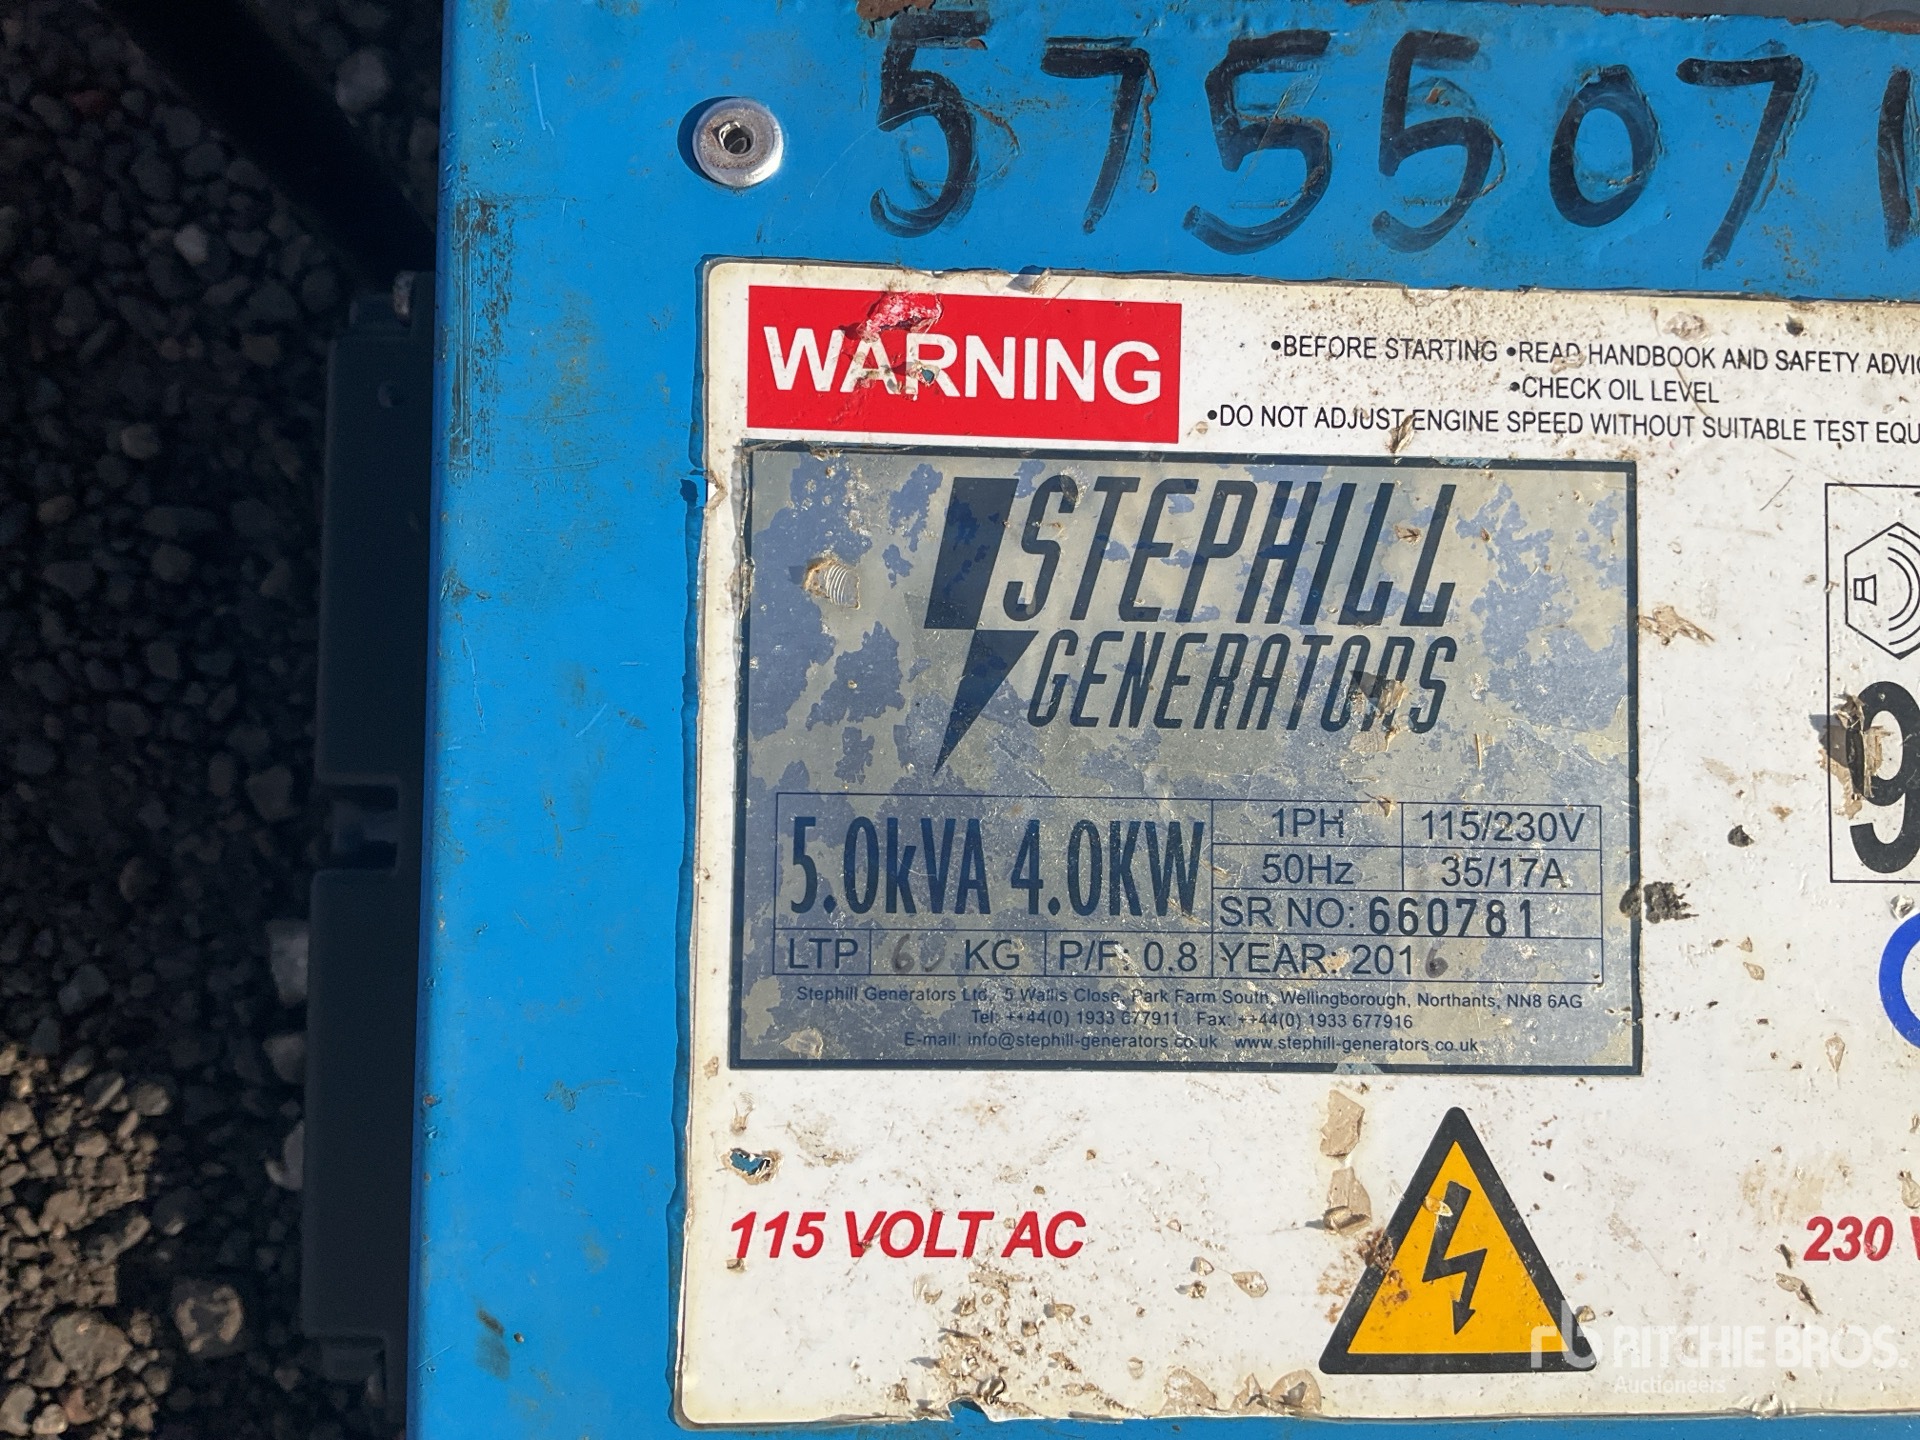 5755071
WARNING
•BEFORE STARTING •READ HANDBOOK AND SAFETY ADVIC
•CHECK OIL LEVEL
•DO NOT ADJUST ENGINE SPEED WITHOUT SUITABLE TEST EQU
STEPHILL
GENERATORS
5.0kVA 4.0KW
1PH 115/230V
50Hz 35/17A
SR NO: 660781
LTP 60 KG P/F: 0.8 YEAR: 2016
Stephill Generators Ltd, 5 Wallis Close, Park Farm South, Wellingborough, Northants, NN8 6AG
Tel: ++44(0) 1933 677911 Fax: ++44(0) 1933 677916
E-mail: info@stephill-generators.co.uk www.stephill-generators.co.uk
9
115 VOLT AC
230 V
RITCHIE BROS.
Auctioneers